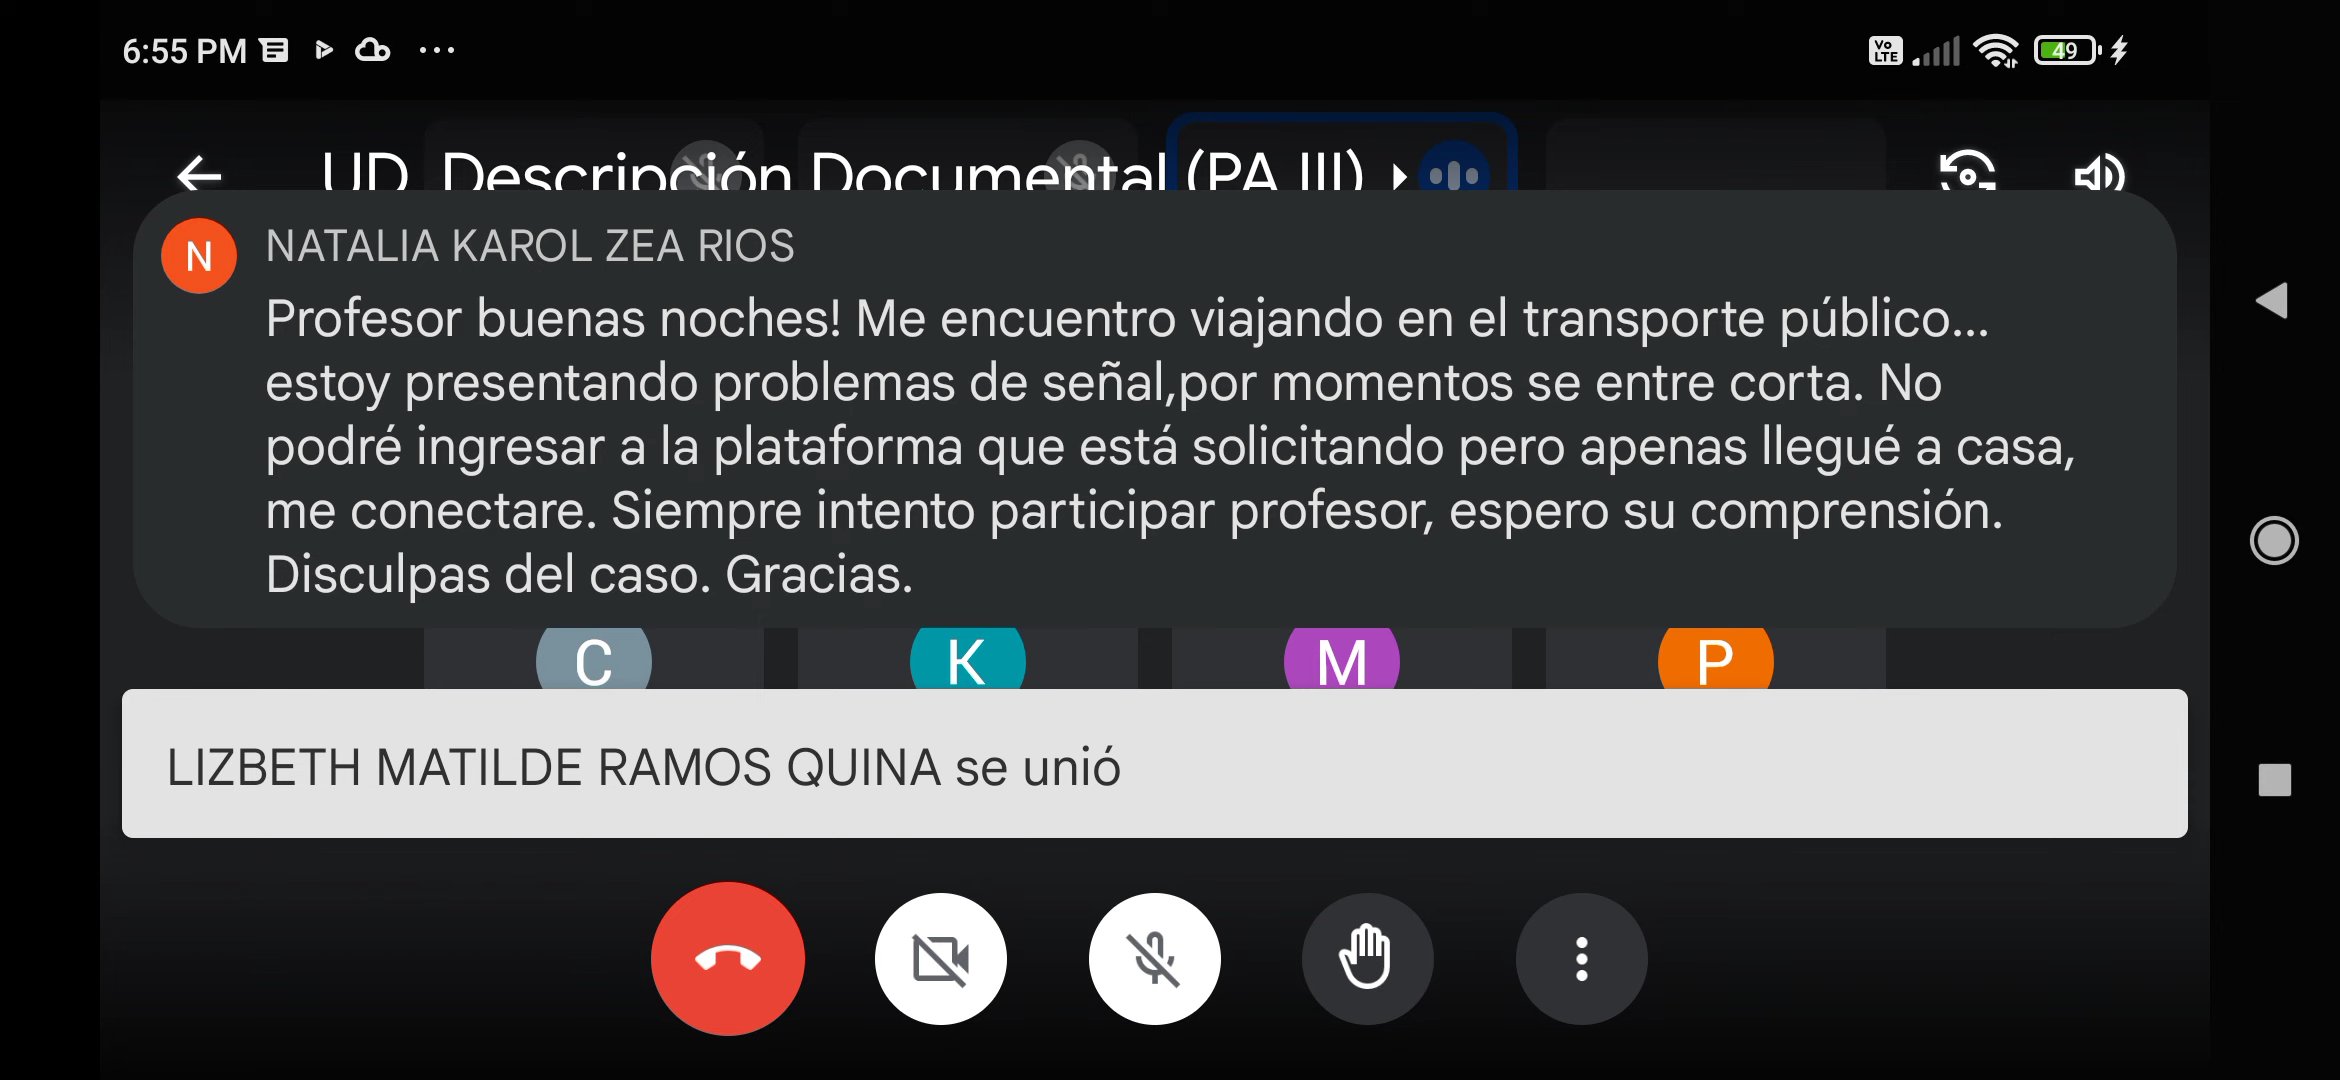 6:55 PM
Vo
LTE
49
UD. Descripción Documental (PA III)
N
NATALIA KAROL ZEA RIOS
Profesor buenas noches! Me encuentro viajando en el transporte público...
estoy presentando problemas de señal,por momentos se entre corta. No
podré ingresar a la plataforma que está solicitando pero apenas llegué a casa,
me conectare. Siempre intento participar profesor, espero su comprensión.
Disculpas del caso. Gracias.
C K M P
LIZBETH MATILDE RAMOS QUINA se unió